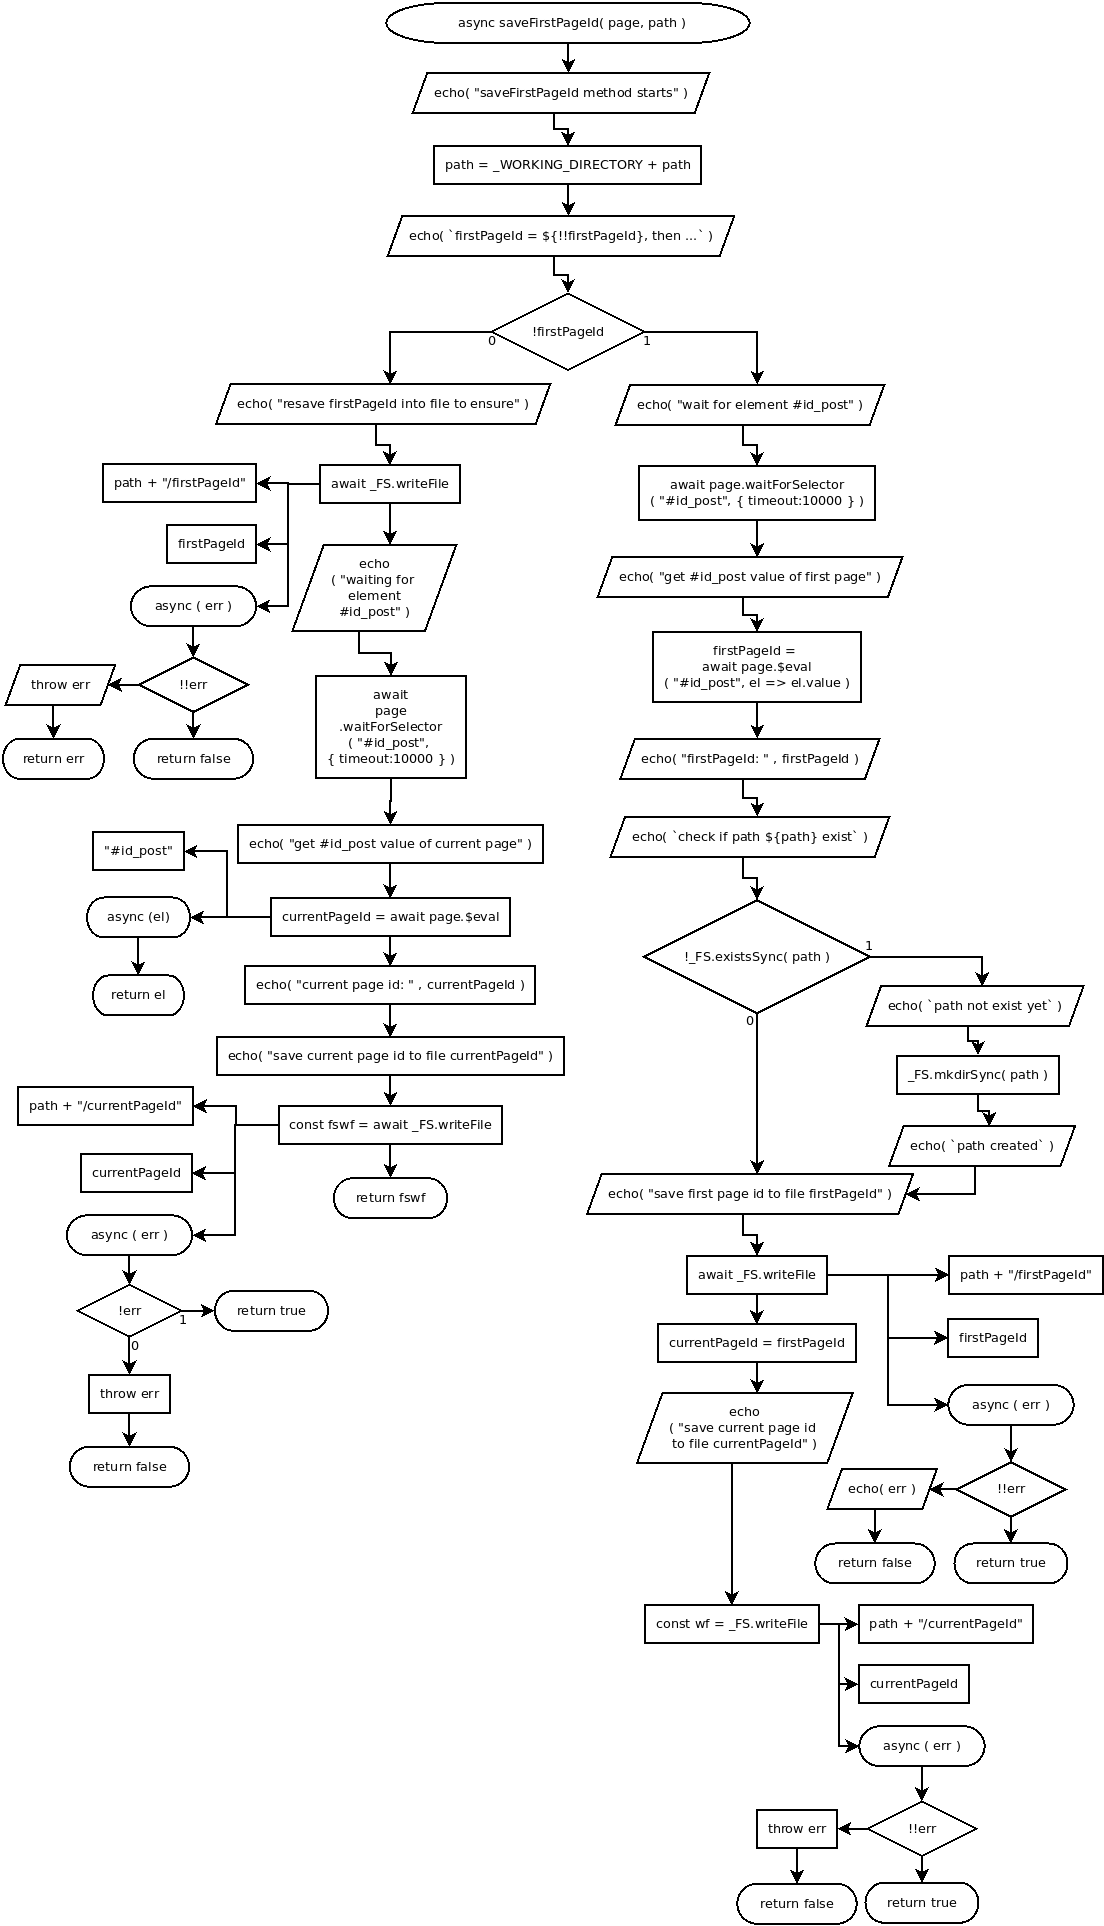 async saveFirstPageId( page, path )
echo( "saveFirstPageId method starts" )
path = _WORKING_DIRECTORY + path
echo( `firstPageId = ${!!firstPageId}, then ...` )
!firstPageId
0
1
echo( "resave firstPageId into file to ensure" )
await _FS.writeFile
path + "/firstPageId"
firstPageId
async ( err )
!!err
throw err
return err
return false
echo
( "waiting for
element
#id_post" )
await
page
.waitForSelector
( "#id_post",
{ timeout:10000 } )
echo( "get #id_post value of current page" )
currentPageId = await page.$eval
"#id_post"
async (el)
return el
echo( "current page id: " , currentPageId )
echo( "save current page id to file currentPageId" )
const fswf = await _FS.writeFile
path + "/currentPageId"
currentPageId
async ( err )
!err
1
return true
0
throw err
return false
return fswf
echo( "wait for element #id_post" )
await page.waitForSelector
( "#id_post", { timeout:10000 } )
echo( "get #id_post value of first page" )
firstPageId =
await page.$eval
( "#id_post", el => el.value )
echo( "firstPageId: " , firstPageId )
echo( `check if path ${path} exist` )
!_FS.existsSync( path )
1
0
echo( `path not exist yet` )
_FS.mkdirSync( path )
echo( `path created` )
echo( "save first page id to file firstPageId" )
await _FS.writeFile
path + "/firstPageId"
firstPageId
async ( err )
!!err
echo( err )
return false
return true
currentPageId = firstPageId
echo
( "save current page id
to file currentPageId" )
const wf = _FS.writeFile
path + "/currentPageId"
currentPageId
async ( err )
!!err
throw err
return false
return true